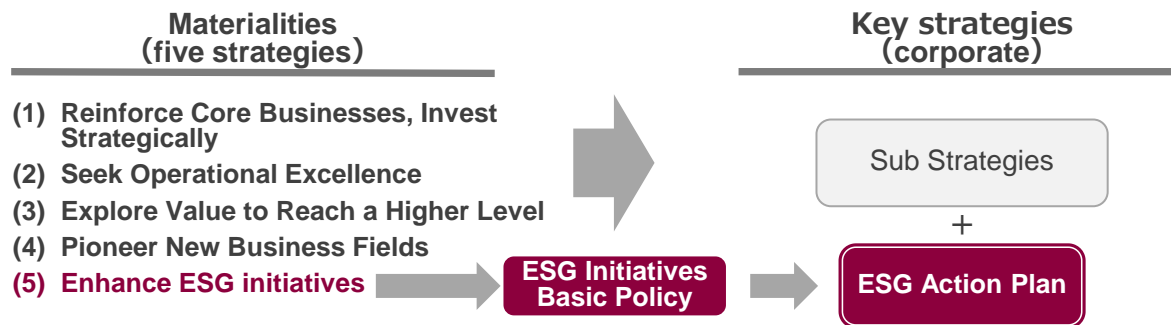 Materialities
(five strategies)
Key strategies
(corporate)
(1) Reinforce Core Businesses, Invest
Strategically
(2) Seek Operational Excellence
(3) Explore Value to Reach a Higher Level
(4) Pioneer New Business Fields
(5) Enhance ESG initiatives
ESG Initiatives
Basic Policy
Sub Strategies
+
ESG Action Plan